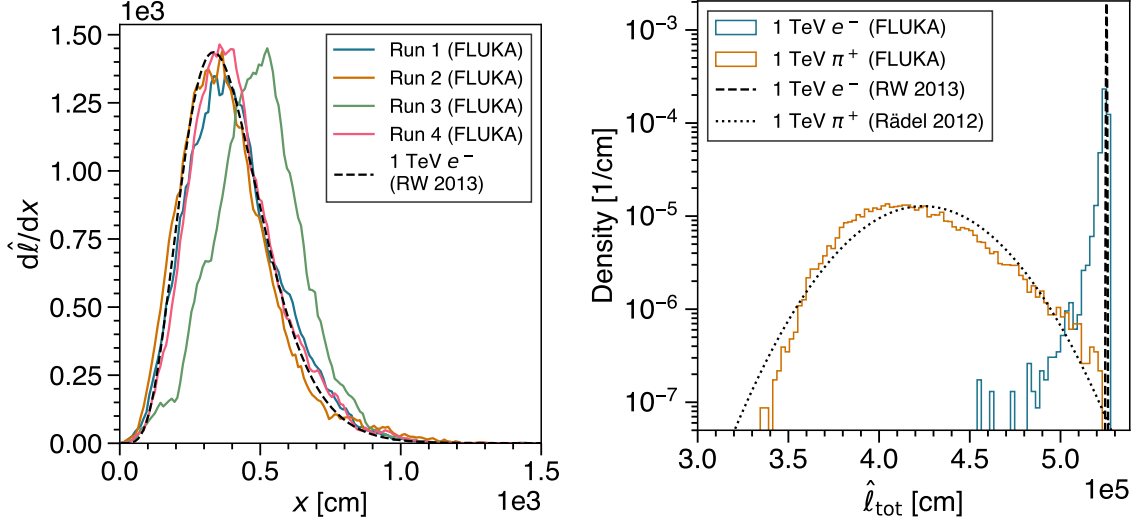 1e3
1.50
1.25
1.00
0.75
0.50
0.25
0.00
dℓ̂/dx
0.0
0.5
1.0
1.5
1e3
x [cm]
Run 1 (FLUKA)
Run 2 (FLUKA)
Run 3 (FLUKA)
Run 4 (FLUKA)
1 TeV e⁻
(RW 2013)
10⁻³
10⁻⁴
10⁻⁵
10⁻⁶
10⁻⁷
Density [1/cm]
3.0
3.5
4.0
4.5
5.0
1e5
ℓ̂_tot [cm]
1 TeV e⁻ (FLUKA)
1 TeV π⁺ (FLUKA)
1 TeV e⁻ (RW 2013)
1 TeV π⁺ (Rädel 2012)